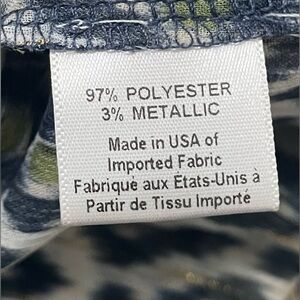 97% POLYESTER
3% METALLIC
Made in USA of
Imported Fabric
Fabriqué aux États-Unis à
Partir de Tissu Importé